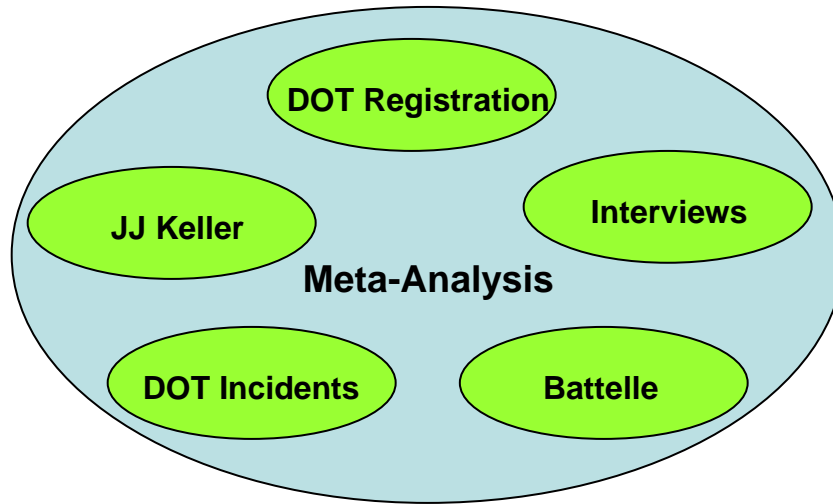 DOT Registration
Interviews
JJ Keller
Meta-Analysis
DOT Incidents
Battelle